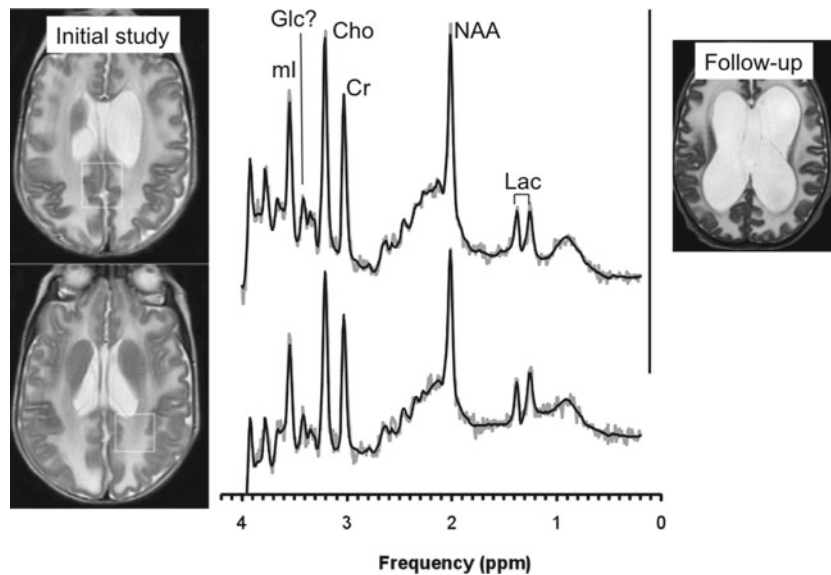 Initial study
Glc?
Cho
NAA
mI
Cr
Lac
Follow-up
4 3 2 1 0
Frequency (ppm)